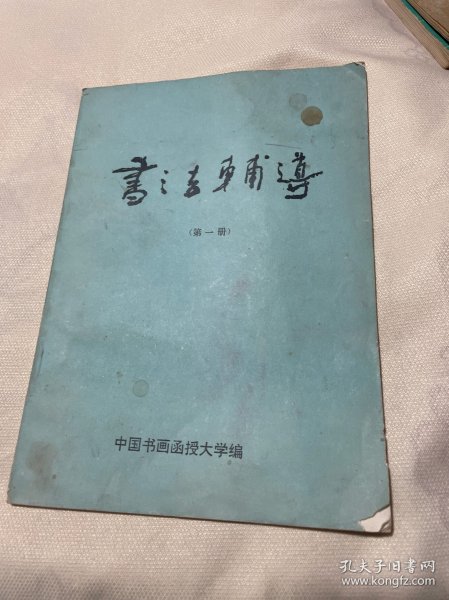 書法輔導
(第一册)
中国书画函授大学编
孔夫子旧书网
www.kongfz.com